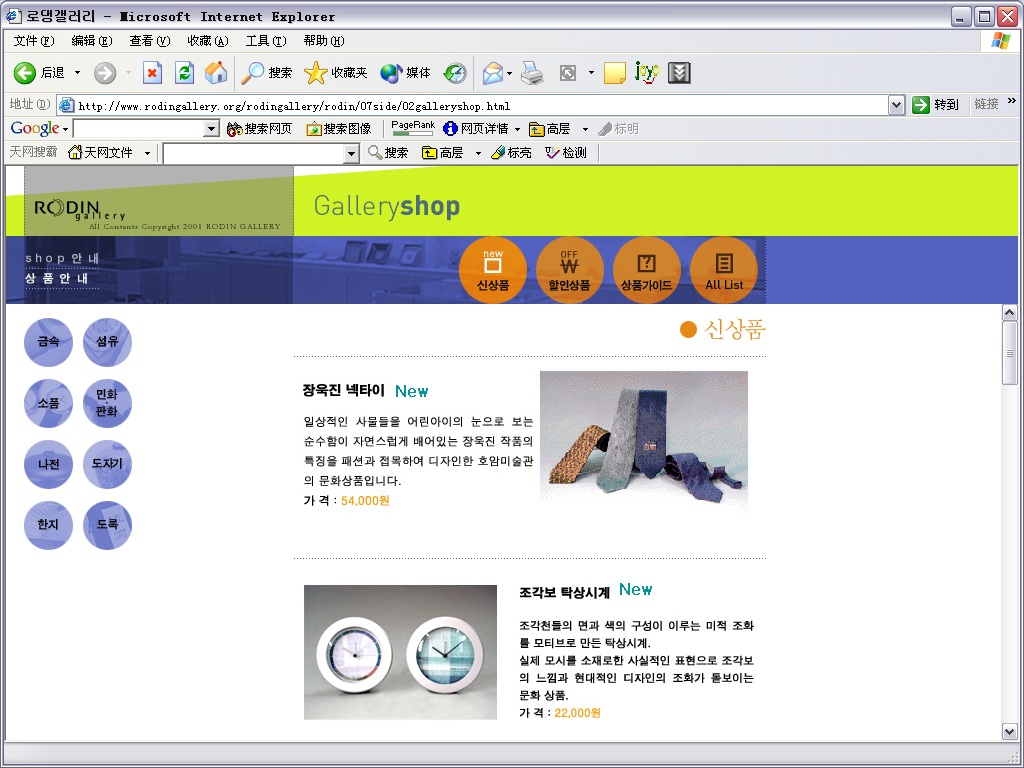 로댕갤러리 - Microsoft Internet Explorer
文件(F) 编辑(E) 查看(V) 收藏(A) 工具(T) 帮助(H)
后退 搜索 收藏夹 媒体 joy
地址(D) http://www.rodingallery.org/rodingallery/rodin/07side/02galleryshop.html 转到 链接 »
Google 搜索网页 搜索图像 PageRank 网页详情 高层 标明
天网搜霸 天网文件 搜索 高层 标亮 检测
RODIN
gallery
All Contents Copyright 2001 RODIN GALLERY
Galleryshop
shop 안내
상품안내
new
신상품
OFF
₩
할인상품
?
상품가이드
All List
금속 섬유
소품 민화
판화
나전 도자기
한지 도록
신상품
장욱진 넥타이 New
일상적인 사물들을 어린아이의 눈으로 보는
순수함이 자연스럽게 배어있는 장욱진 작품의
특징을 패션과 접목하여 디자인한 호암미술관
의 문화상품입니다.
가 격 : 54,000원
조각보 탁상시계 New
조각천들의 면과 색의 구성이 이루는 미적 조화
를 모티브로 만든 탁상시계.
실제 모시를 소재로한 사실적인 표현으로 조각보
의 느낌과 현대적인 디자인의 조화가 돋보이는
문화 상품.
가 격 : 22,000원